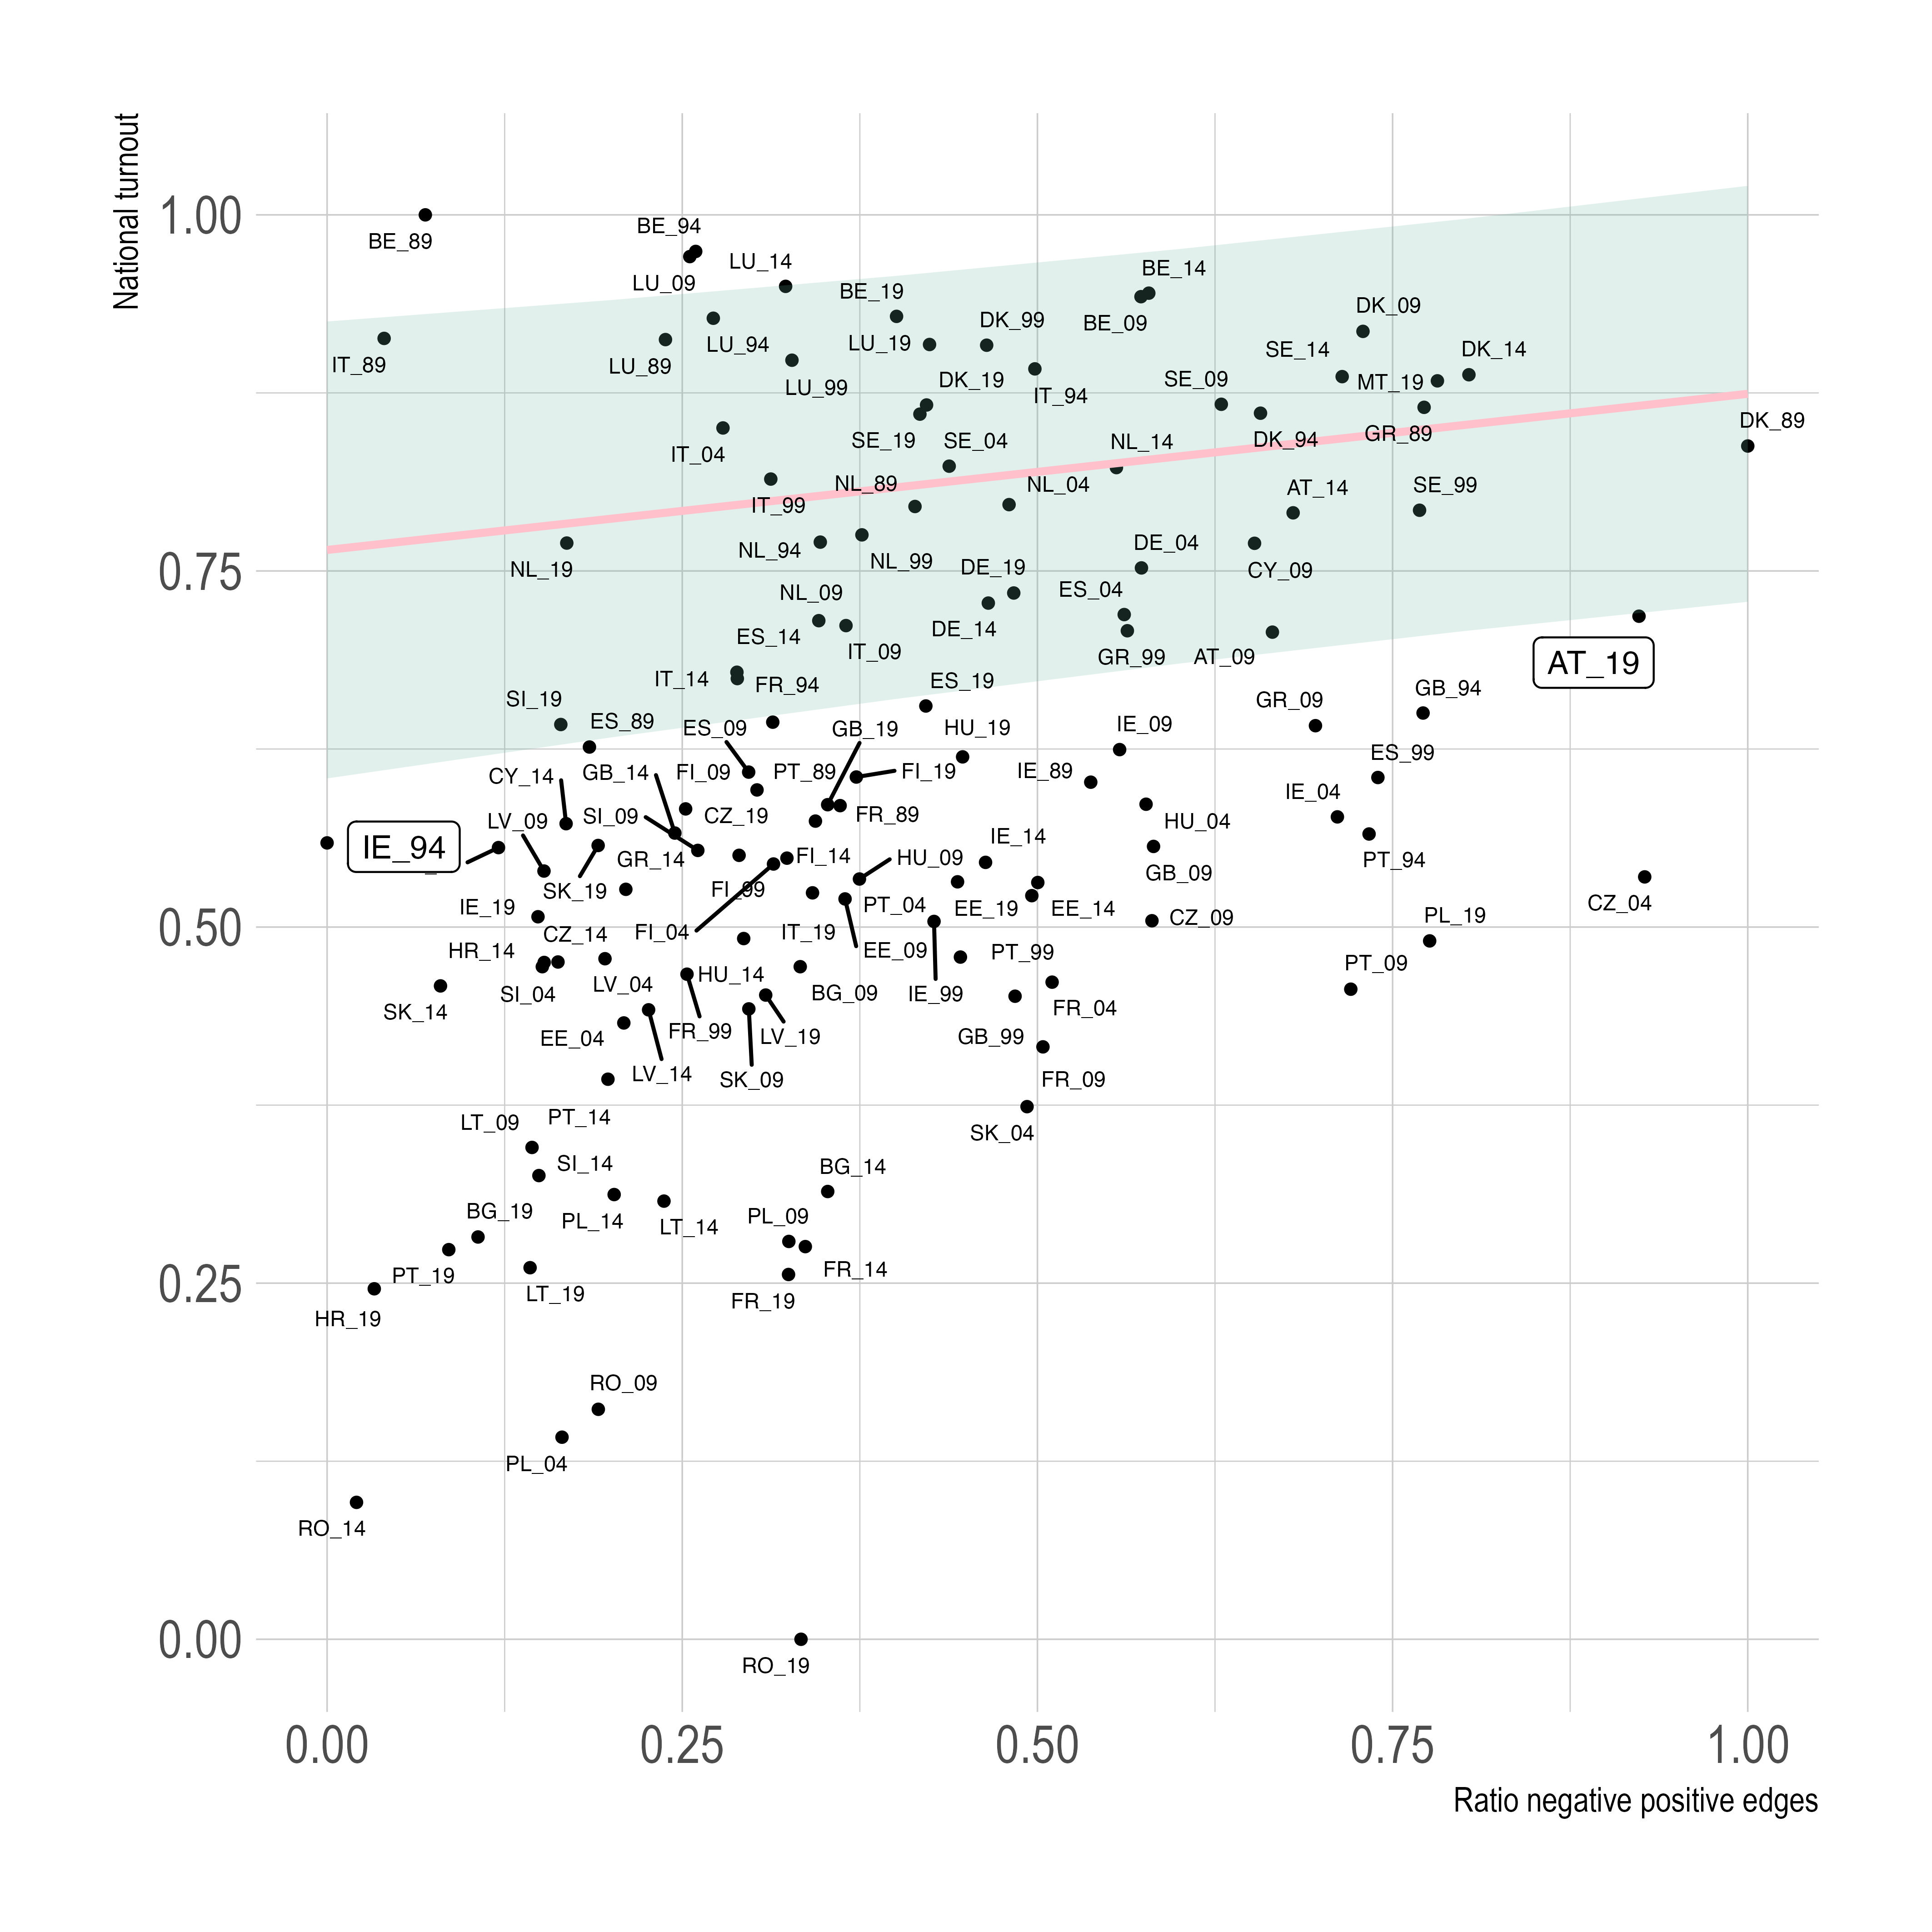 National turnout
1.00
0.75
0.50
0.25
0.00
BE_89
BE_94
LU_09
LU_14
BE_19
BE_14
BE_09
DK_09
DK_99
IT_89
LU_89
LU_94
LU_99
LU_19
DK_19
IT_94
SE_14
SE_09
MT_19
DK_14
DK_89
IT_04
SE_19
SE_04
NL_14
DK_94
GR_89
IT_99
NL_89
NL_04
AT_14
SE_99
NL_19
NL_94
NL_99
DE_19
DE_04
CY_09
NL_09
ES_04
ES_14
IT_09
DE_14
GR_99
AT_09
AT_19
IT_14
FR_94
ES_19
GR_09
GB_94
SI_19
ES_89
ES_09
GB_19
HU_19
IE_09
ES_99
CY_14
GB_14
FI_09
PT_89
FI_19
IE_89
IE_04
LV_09
SI_09
CZ_19
FR_89
HU_04
IE_94
GR_14
FI_14
HU_09
IE_14
PT_94
SK_19
FI_99
GB_09
IE_19
PT_04
EE_19
EE_14
CZ_09
CZ_04
PL_19
HR_14
CZ_14
FI_04
IT_19
EE_09
PT_99
PT_09
SK_14
SI_04
LV_04
HU_14
BG_09
IE_99
FR_04
EE_04
FR_99
LV_19
GB_99
LV_14
SK_09
FR_09
LT_09
PT_14
SK_04
SI_14
BG_14
BG_19
PL_14
LT_14
PL_09
PT_19
LT_19
FR_14
FR_19
HR_19
RO_09
PL_04
RO_14
RO_19
0.00
0.25
0.50
0.75
1.00
Ratio negative positive edges